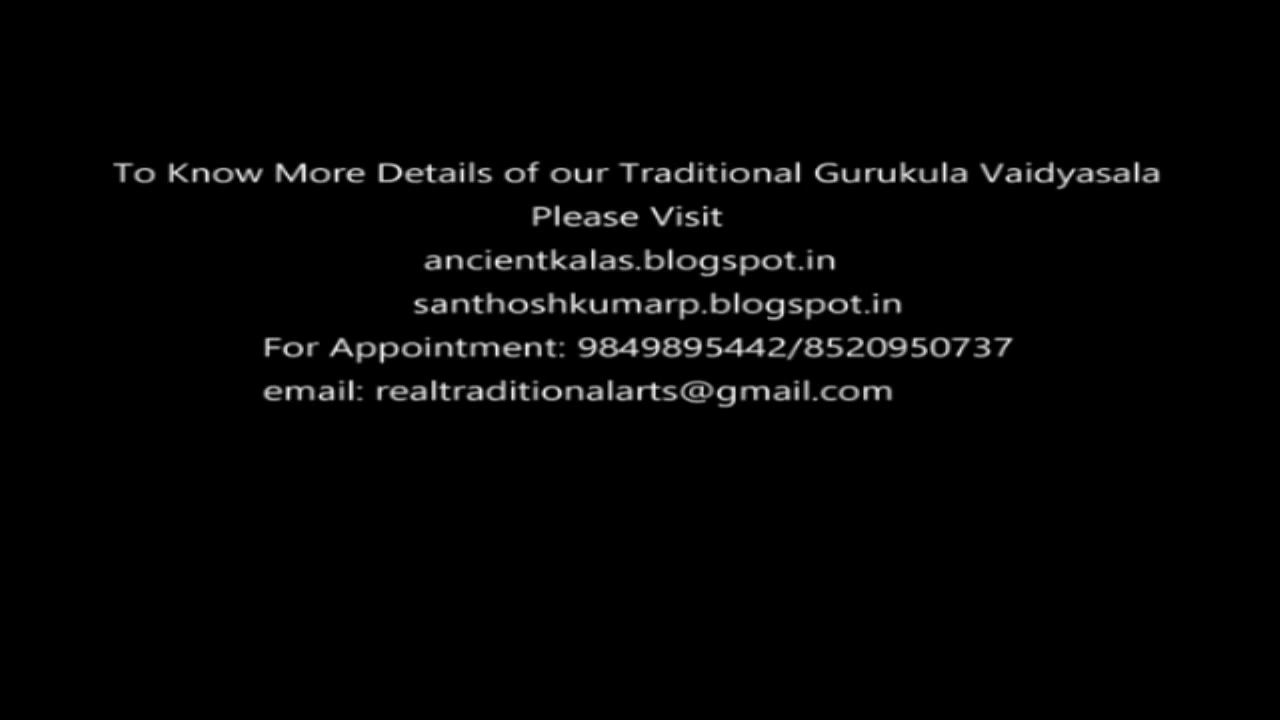 To Know More Details of our Traditional Gurukula Vaidyasala
Please Visit
ancientkalas.blogspot.in
santhoshkumarp.blogspot.in
For Appointment: 9849895442/8520950737
email: realtraditionalarts@gmail.com